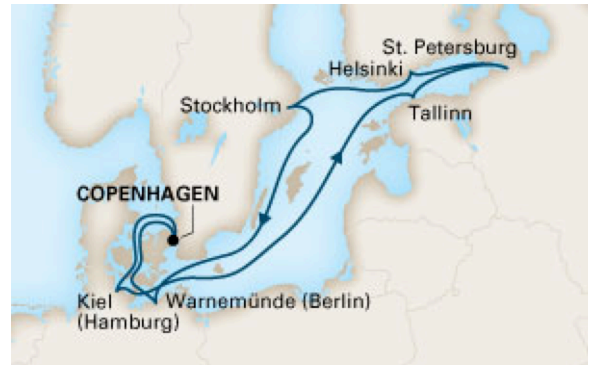 St. Petersburg
Helsinki
Stockholm
Tallinn
COPENHAGEN
Kiel
(Hamburg)
Warnemünde (Berlin)